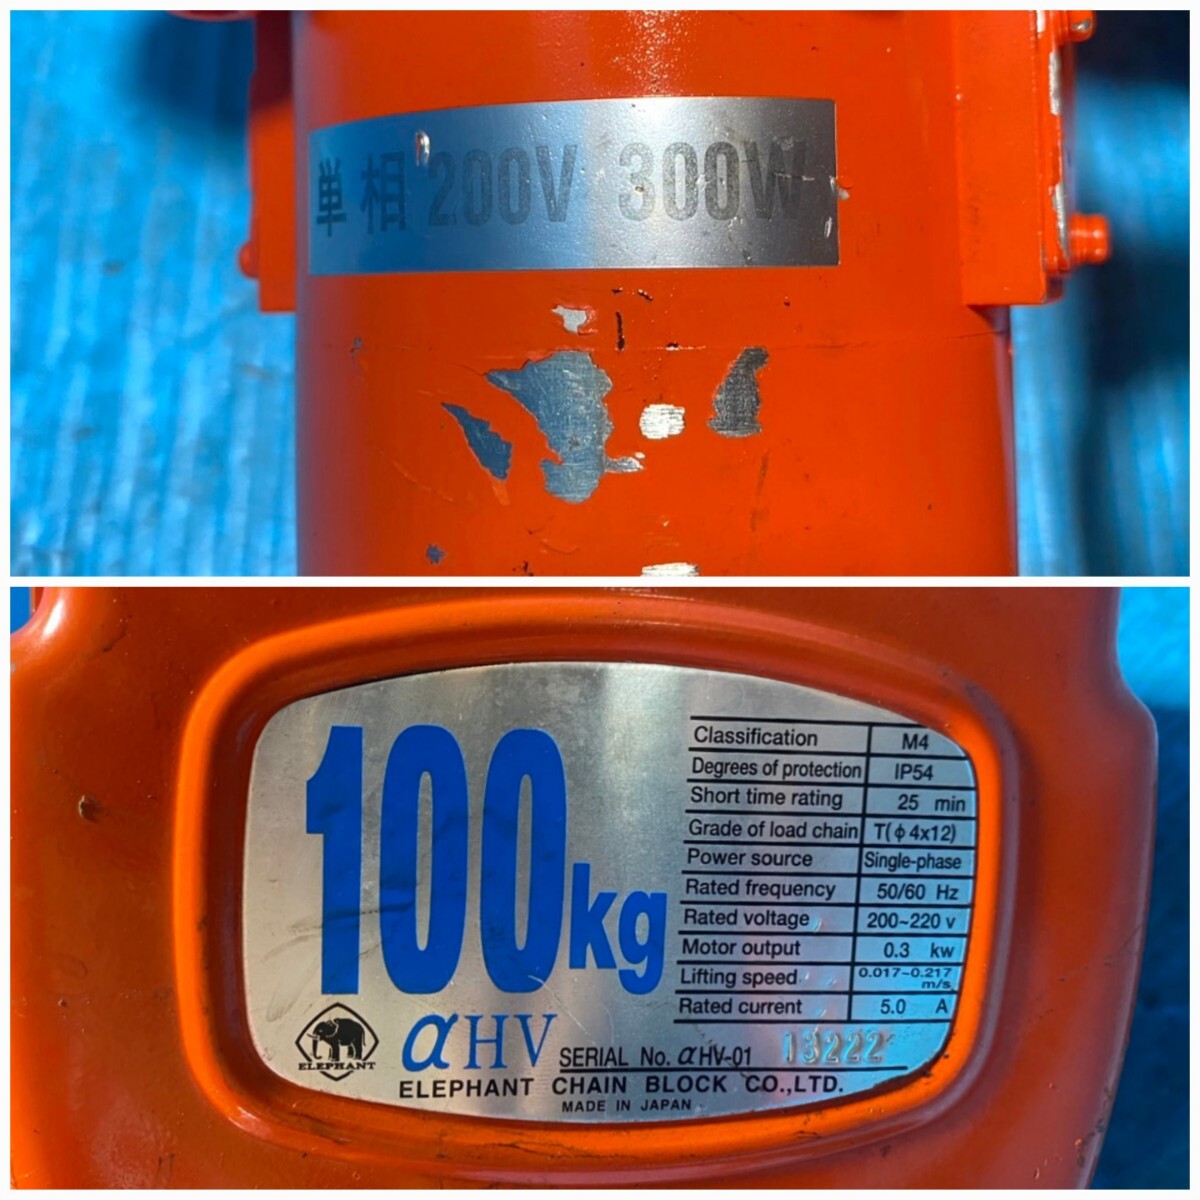 単相 200V 300W
100kg
Classification M4
Degrees of protection IP54
Short time rating 25 min
Grade of load chain T(φ4x12)
Power source Single-phase
Rated frequency 50/60 Hz
Rated voltage 200~220 v
Motor output 0.3 kw
Lifting speed 0.017~0.217 m/s
Rated current 5.0 A
ELEPHANT
αHV
SERIAL No. αHV-01 13222
ELEPHANT CHAIN BLOCK CO.,LTD.
MADE IN JAPAN